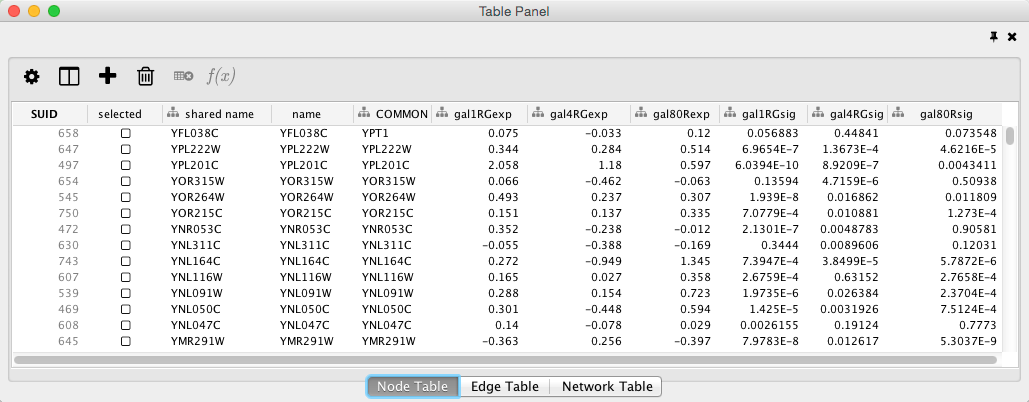 Table Panel
f(x)
SUID selected shared name name COMMON gal1RGexp gal4RGexp gal80Rexp gal1RGsig gal4RGsig gal80Rsig
658 YFL038C YFL038C YPT1 0.075 −0.033 0.12 0.056883 0.44841 0.073548
647 YPL222W YPL222W YPL222W 0.344 0.284 0.514 6.9654E−7 1.3673E−4 4.6216E−5
497 YPL201C YPL201C YPL201C 2.058 1.18 0.597 6.0394E−10 8.9209E−7 0.0043411
654 YOR315W YOR315W YOR315W 0.066 −0.462 −0.063 0.13594 4.7159E−6 0.50938
545 YOR264W YOR264W YOR264W 0.493 0.237 0.307 1.939E−8 0.016862 0.011809
750 YOR215C YOR215C YOR215C 0.151 0.137 0.335 7.0779E−4 0.010881 1.273E−4
472 YNR053C YNR053C YNR053C 0.352 −0.238 −0.012 2.1301E−7 0.0048783 0.90581
630 YNL311C YNL311C YNL311C −0.055 −0.388 −0.169 0.3444 0.0089606 0.12031
743 YNL164C YNL164C YNL164C 0.272 −0.949 1.345 7.3947E−4 3.8499E−5 5.7872E−6
607 YNL116W YNL116W YNL116W 0.165 0.027 0.358 2.6759E−4 0.63152 2.7658E−4
539 YNL091W YNL091W YNL091W 0.288 0.154 0.723 1.9735E−6 0.026384 2.3704E−4
469 YNL050C YNL050C YNL050C 0.301 −0.448 0.594 1.425E−5 0.0031926 7.5124E−4
608 YNL047C YNL047C YNL047C 0.14 −0.078 0.029 0.0026155 0.19124 0.7773
645 YMR291W YMR291W YMR291W −0.363 0.256 −0.397 7.9783E−8 0.012617 5.3037E−9
Node Table Edge Table Network Table